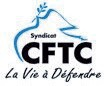 Syndicat
CFTC
La Vie à Défendre